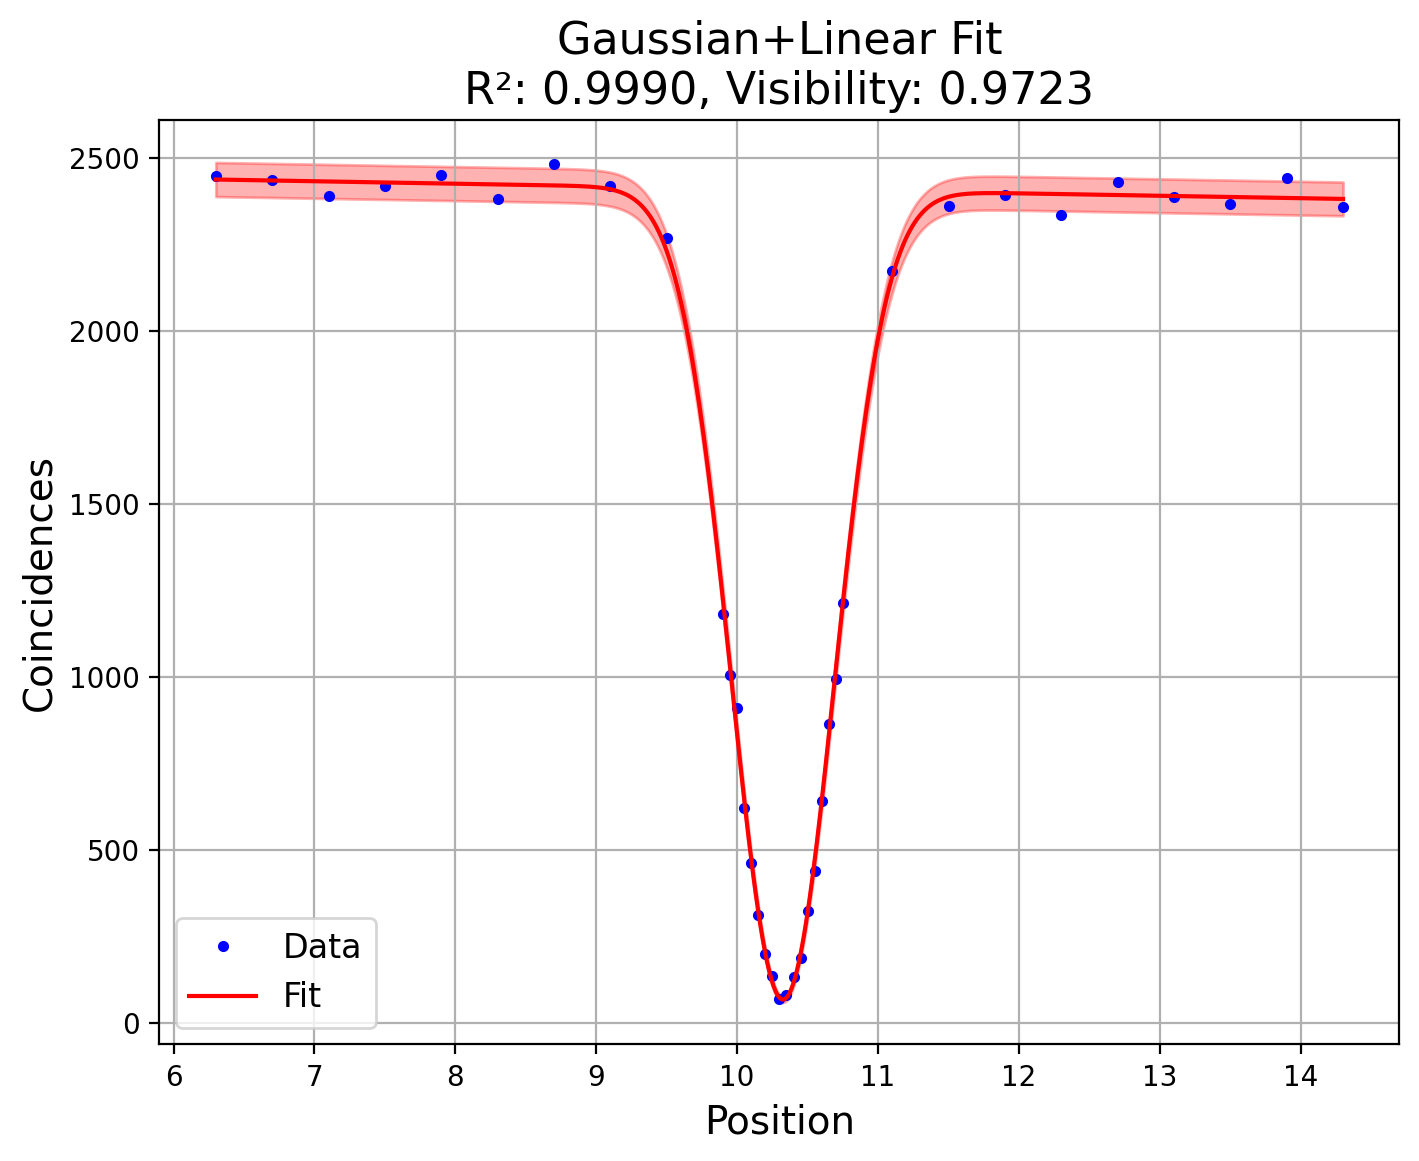 Gaussian+Linear Fit
R²: 0.9990, Visibility: 0.9723
2500
2000
1500
1000
500
0
Coincidences
Data
Fit
6 7 8 9 10 11 12 13 14
Position